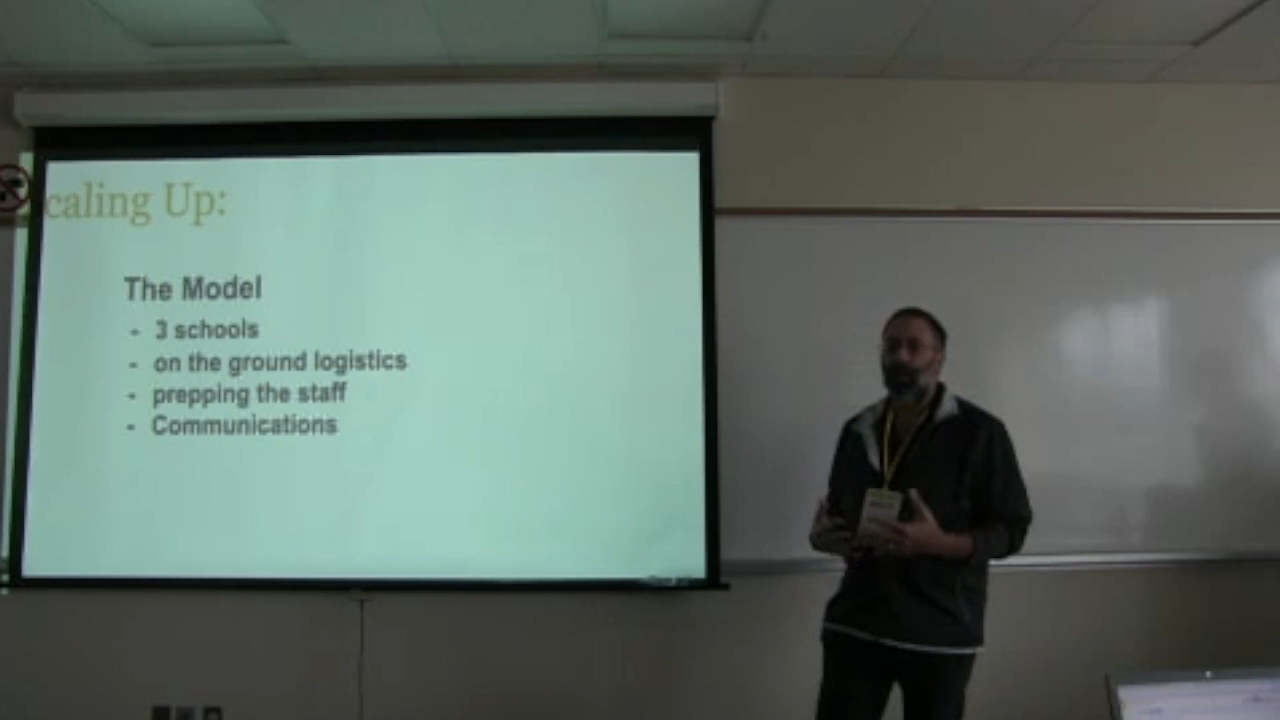 caling Up:
The Model
- 3 schools
- on the ground logistics
- prepping the staff
- Communications